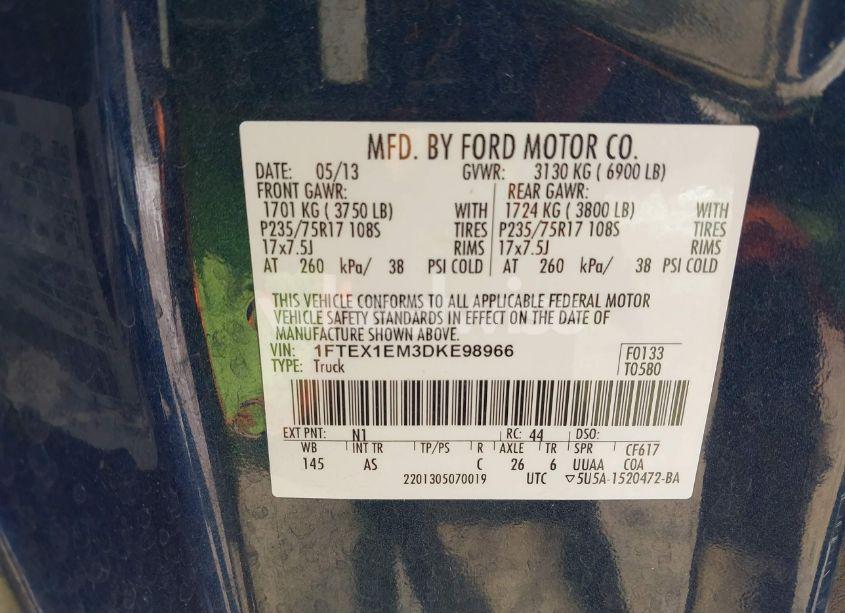 MFD. BY FORD MOTOR CO.
DATE: 05/13 GVWR: 3130 KG ( 6900 LB)
FRONT GAWR: REAR GAWR:
1701 KG ( 3750 LB) WITH 1724 KG ( 3800 LB) WITH
P235/75R17 108S TIRES P235/75R17 108S TIRES
17x7.5J RIMS 17x7.5J RIMS
AT 260 kPa/ 38 PSI COLD AT 260 kPa/ 38 PSI COLD
THIS VEHICLE CONFORMS TO ALL APPLICABLE FEDERAL MOTOR
VEHICLE SAFETY STANDARDS IN EFFECT ON THE DATE OF
MANUFACTURE SHOWN ABOVE.
VIN: 1FTEX1EM3DKE98966 F0133
TYPE: Truck T0580
EXT PNT: N1 RC: 44 DSO:
WB INT TR TP/PS R AXLE TR SPR CF617
145 AS C 26 6 UUAA COA
2201305070019 UTC ▽5U5A-1520472-BA